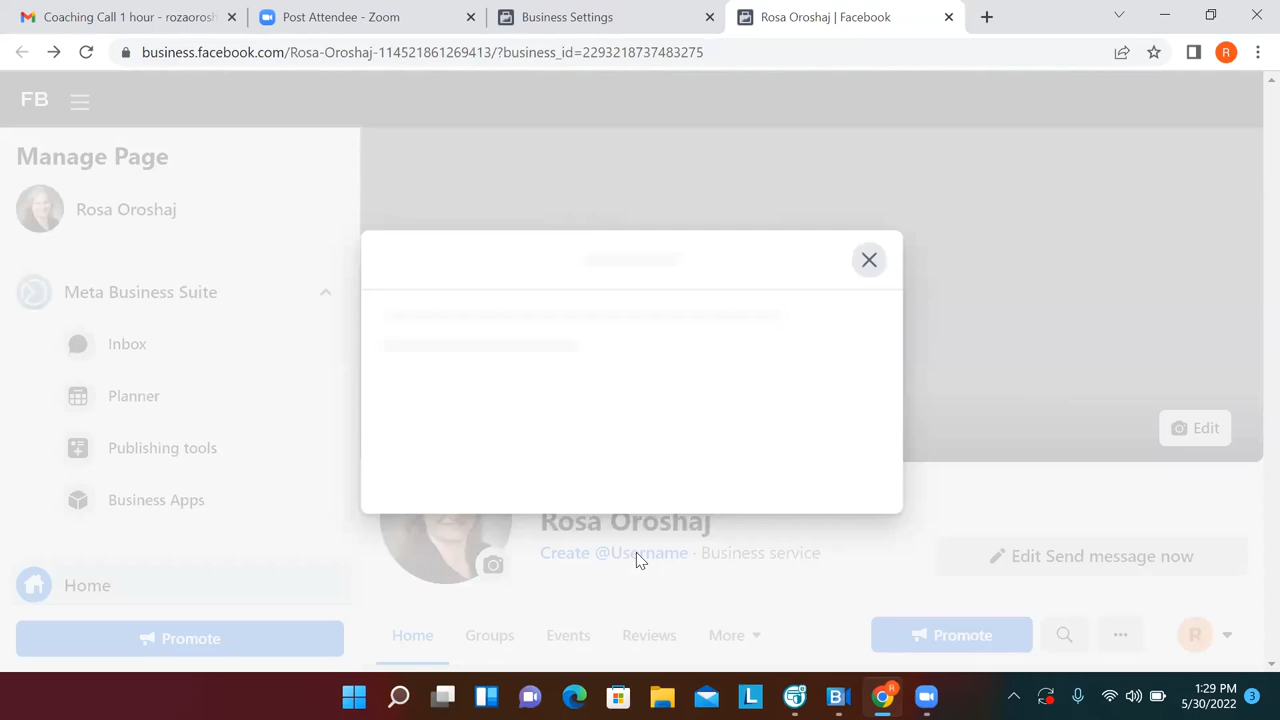 Coaching Call 1 hour - rozaorosh
Post Attendee - Zoom
Business Settings
Rosa Oroshaj | Facebook
business.facebook.com/Rosa-Oroshaj-114521861269413/?business_id=2293218737483275
R
FB
Manage Page
Rosa Oroshaj
Meta Business Suite
Inbox
Planner
Publishing tools
Business Apps
Home
Promote
Edit
Rosa Oroshaj
Create @Username · Business service
Edit Send message now
Home
Groups
Events
Reviews
More
Promote
R
L
B
R
1:29 PM
5/30/2022
3